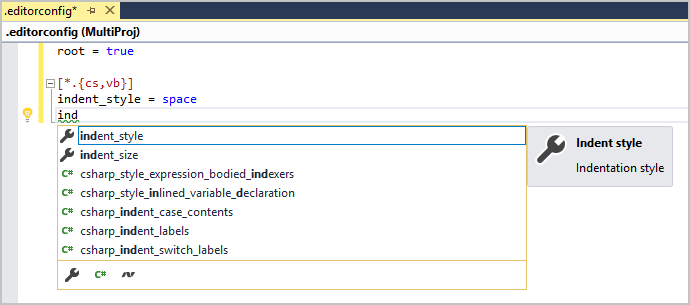 .editorconfig*
.editorconfig (MultiProj)
root = true
[*.{cs,vb}]
indent_style = space
ind
indent_style
Indent style
indent_size
Indentation style
C# csharp_style_expression_bodied_indexers
C# csharp_style_inlined_variable_declaration
C# csharp_indent_case_contents
C# csharp_indent_labels
C# csharp_indent_switch_labels
C#